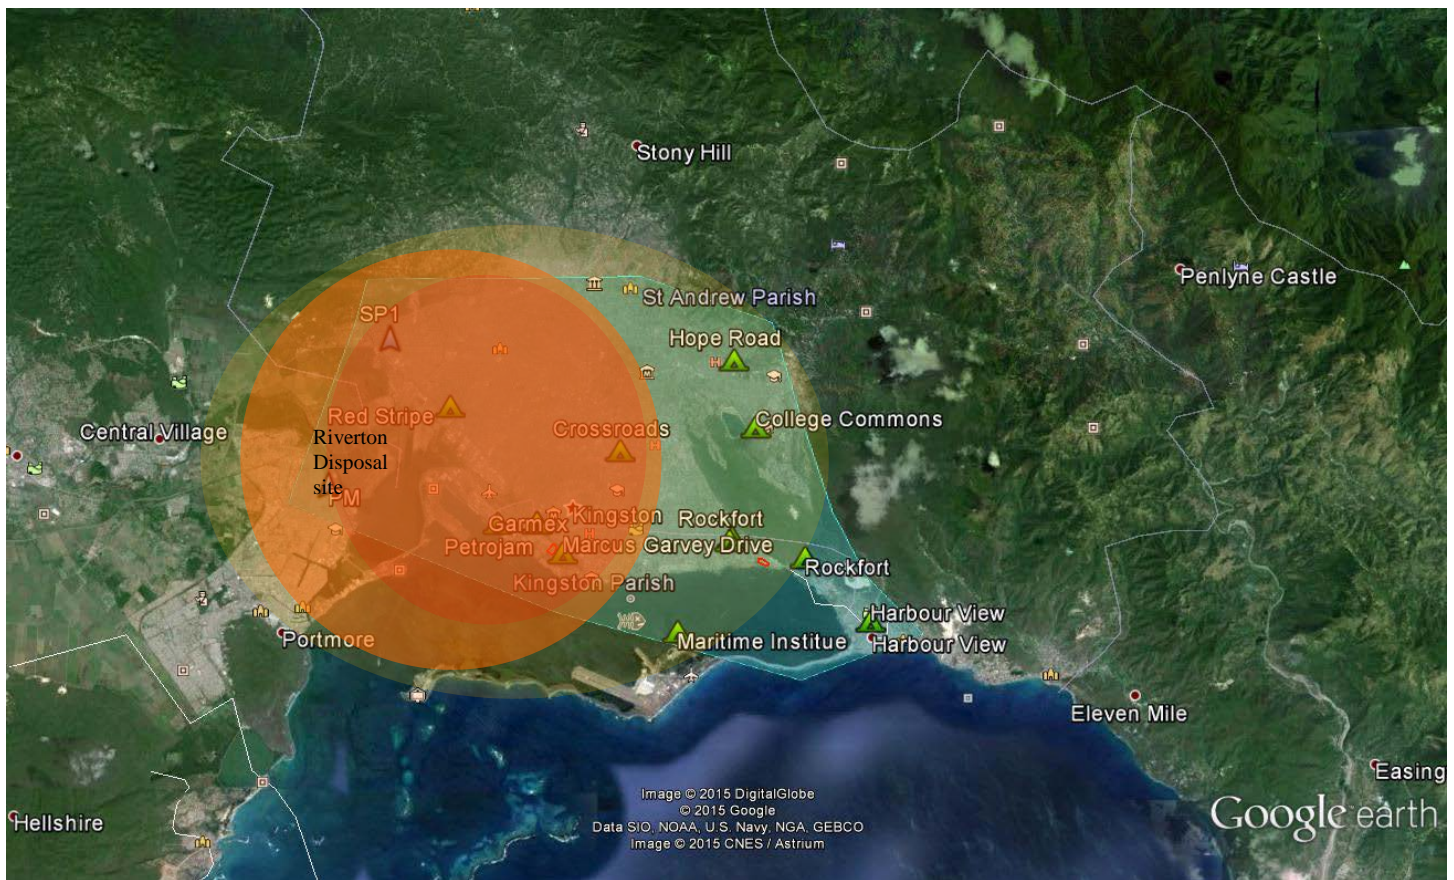 Stony Hill
Penlyne Castle
St Andrew Parish
SP1
Hope Road
Red Stripe
College Commons
Crossroads
Central Village
Riverton
Disposal
site
PM
Garmex
Kingston
Rockfort
Petrojam
Marcus Garvey Drive
Rockfort
Kingston Parish
Harbour View
Portmore
Maritime Institue
Harbour View
Eleven Mile
Easing
Hellshire
Image © 2015 DigitalGlobe
© 2015 Google
Data SIO, NOAA, U.S. Navy, NGA, GEBCO
Image © 2015 CNES / Astrium
Google earth